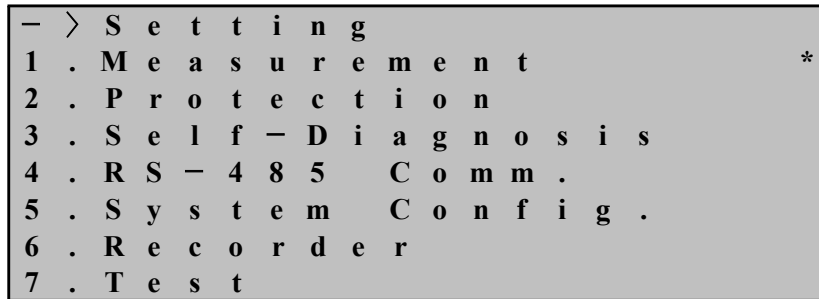 －〉Setting
1.Measurement *
2.Protection
3.Self－Diagnosis
4.RS－485 Comm.
5.System Config.
6.Recorder
7.Test